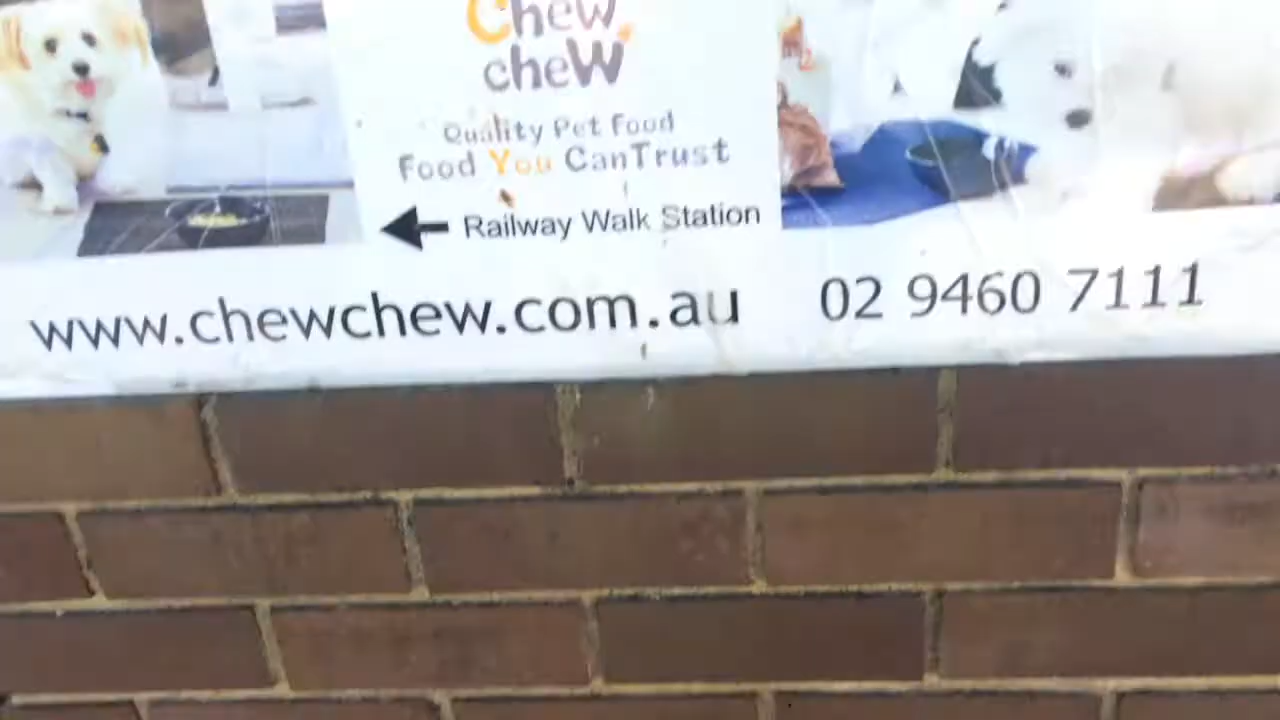 Chew
cheW
Quality Pet Food
Food You CanTrust
Railway Walk Station
www.chewchew.com.au 02 9460 7111